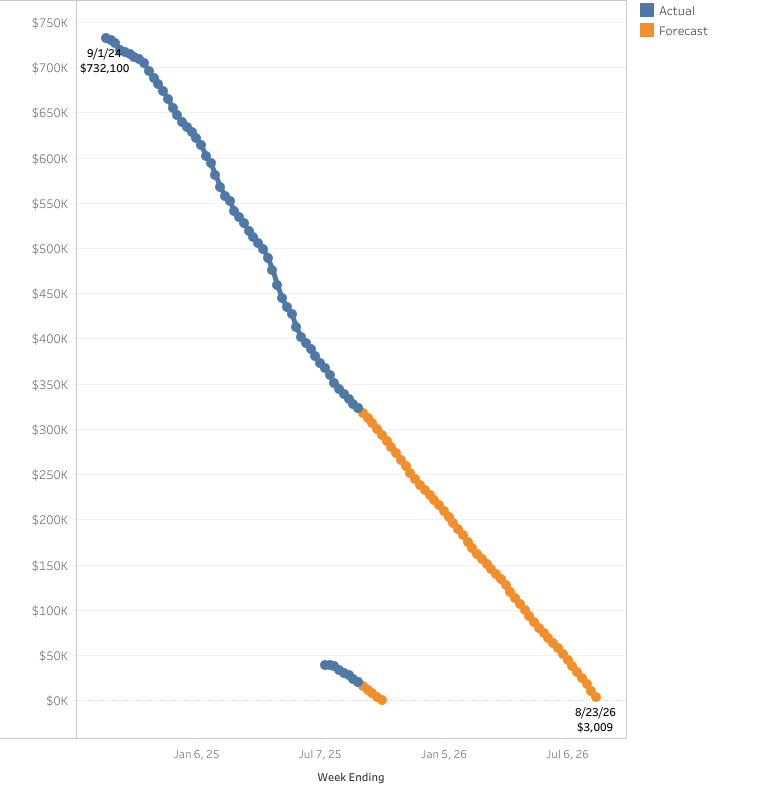 Actual
Forecast
$750K
9/1/24
$732,100
$700K
$650K
$600K
$550K
$500K
$450K
$400K
$350K
$300K
$250K
$200K
$150K
$100K
$50K
$0K
8/23/26
$3,009
Jan 6, 25
Jul 7, 25
Jan 5, 26
Jul 6, 26
Week Ending